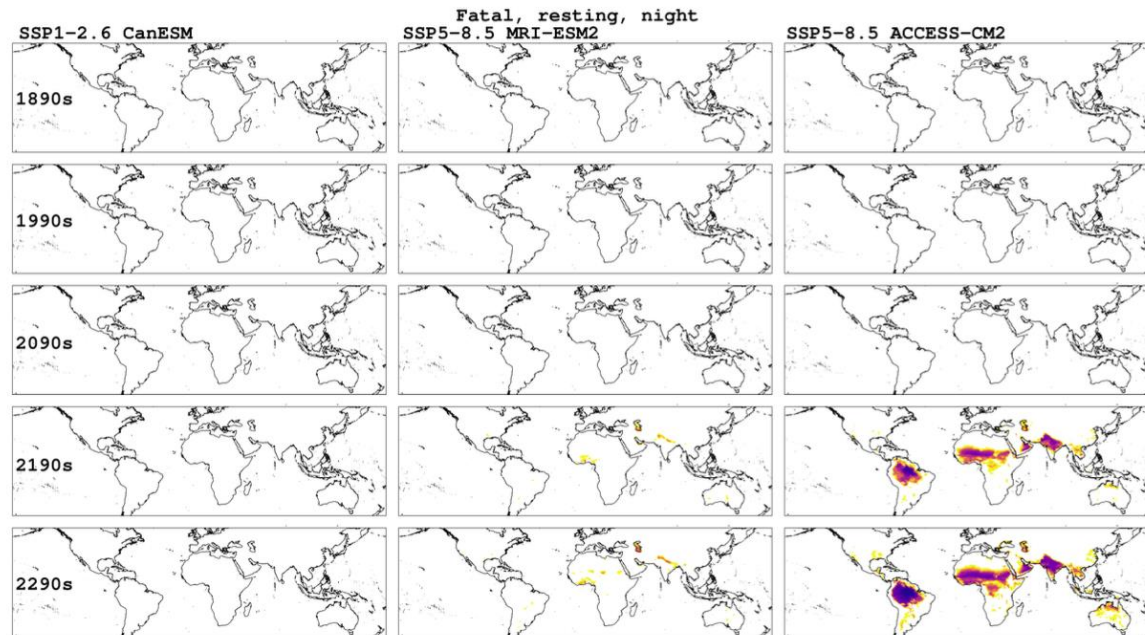 Fatal, resting, night
SSP1-2.6 CanESM
SSP5-8.5 MRI-ESM2
SSP5-8.5 ACCESS-CM2
1890s
1990s
2090s
2190s
2290s